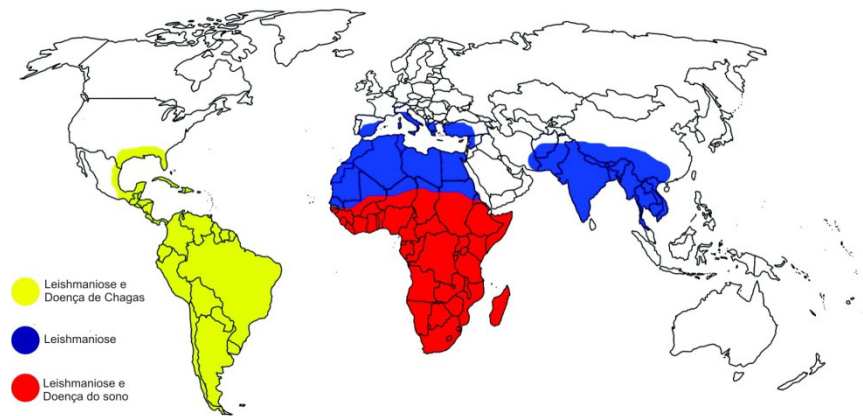 Leishmaniose e
Doença de Chagas
Leishmaniose
Leishmaniose e
Doença do sono